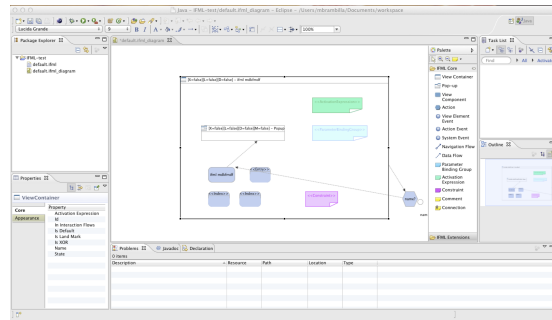 Java - IFML-test/default.ifml_diagram - Eclipse - /Users/mbrambilla/Documents/workspace
Lucida Grande
9
100%
Java
Package Explorer
IFML-test
default.ifml
default.ifml_diagram
*default.ifml_diagram
Palette
IFML Core
View Container
Pop-up
View Component
Action
View Element Event
Action Event
System Event
Navigation Flow
Data Flow
Parameter Binding Group
Activation Expression
Constraint
Comment
Connection
IFML Extensions
Task List
Find
All
Activate
Outline
name?
Properties
ViewContainer
Core
Appearance
Property
Activation Expression
Id
In Interaction Flows
Is Default
Is Land Mark
Is XOR
Name
State
Problems
Javadoc
Declaration
0 items
Description
Resource
Path
Location
Type